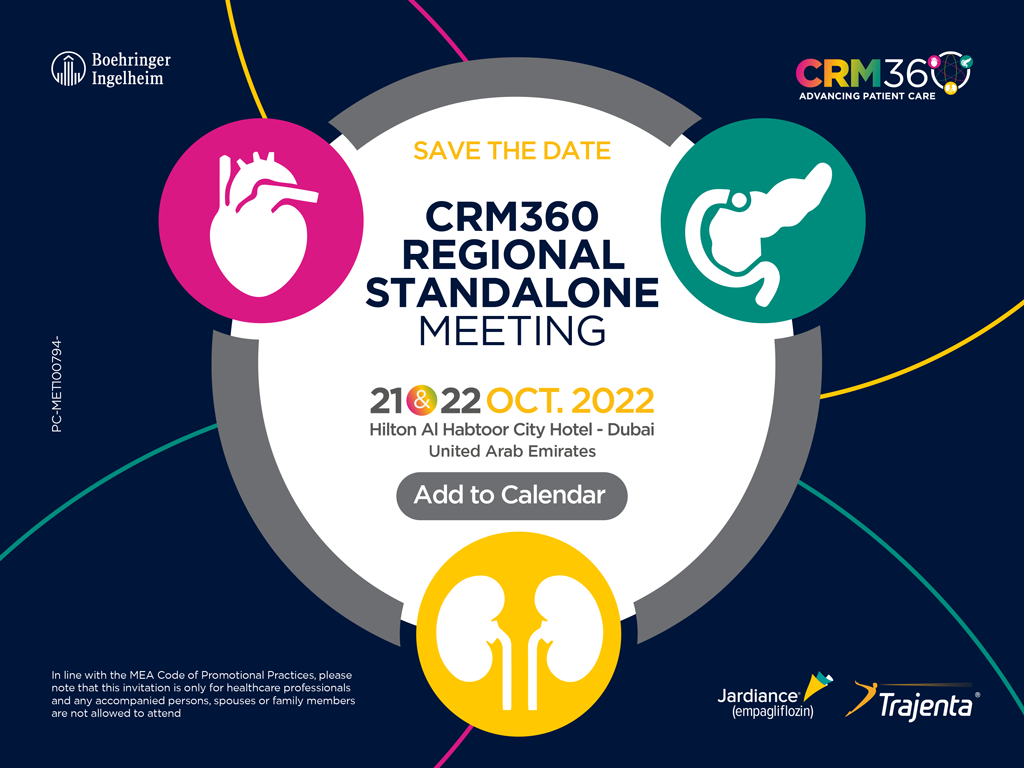 Boehringer
Ingelheim
CRM360
ADVANCING PATIENT CARE
SAVE THE DATE
CRM360
REGIONAL
STANDALONE
MEETING
21 & 22 OCT. 2022
Hilton Al Habtoor City Hotel - Dubai
United Arab Emirates
Add to Calendar
PC-MET100794-
In line with the MEA Code of Promotional Practices, please
note that this invitation is only for healthcare professionals
and any accompanied persons, spouses or family members
are not allowed to attend
Jardiance®
(empagliflozin)
Trajenta®